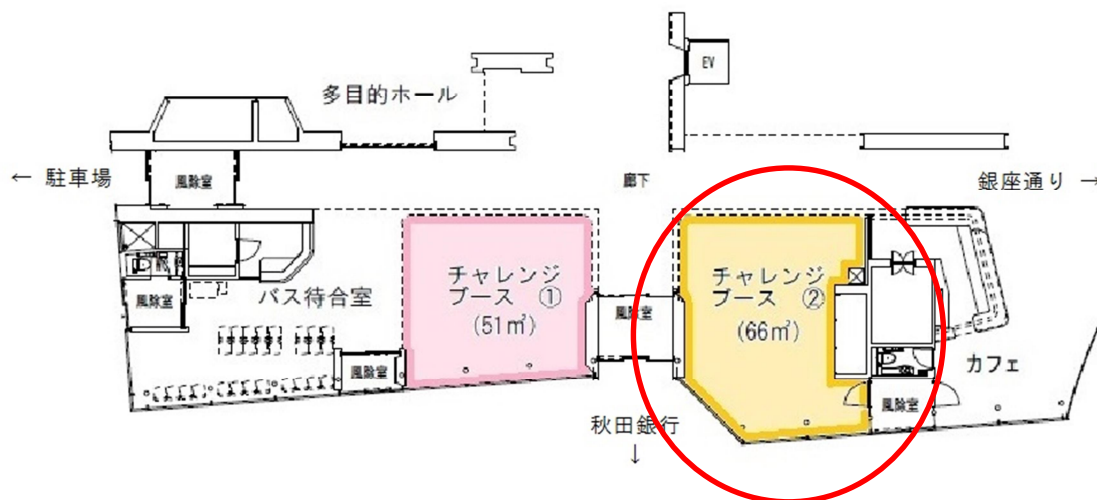 多目的ホール
EV
← 駐車場
風除室
廊下
銀座通り →
バス待合室
風除室
チャレンジ
ブース ①
(51㎡)
風除室
チャレンジ
ブース ②
(66㎡)
風除室
カフェ
風除室
秋田銀行
↓